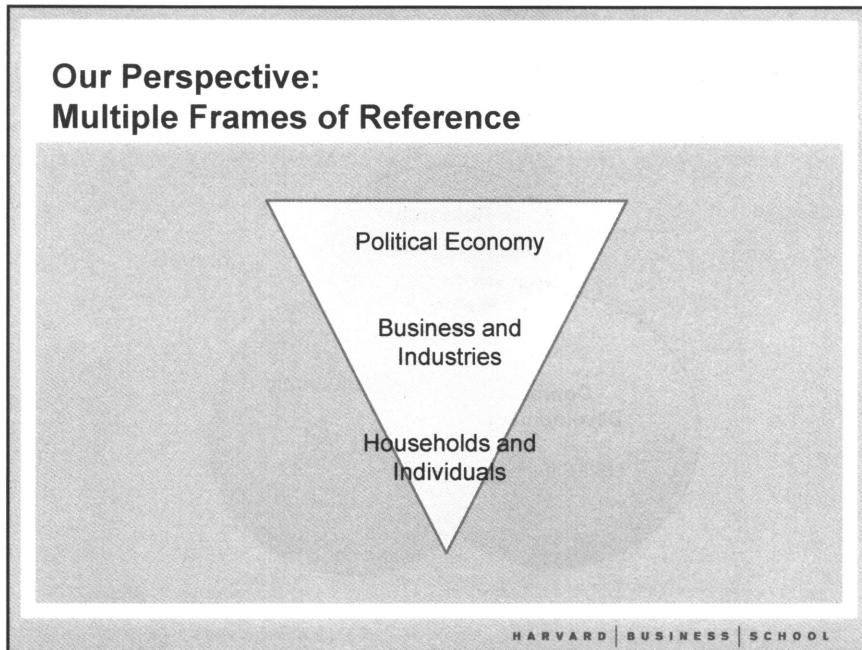 Our Perspective:
Multiple Frames of Reference
Political Economy
Business and
Industries
Households and
Individuals
HARVARD | BUSINESS | SCHOOL